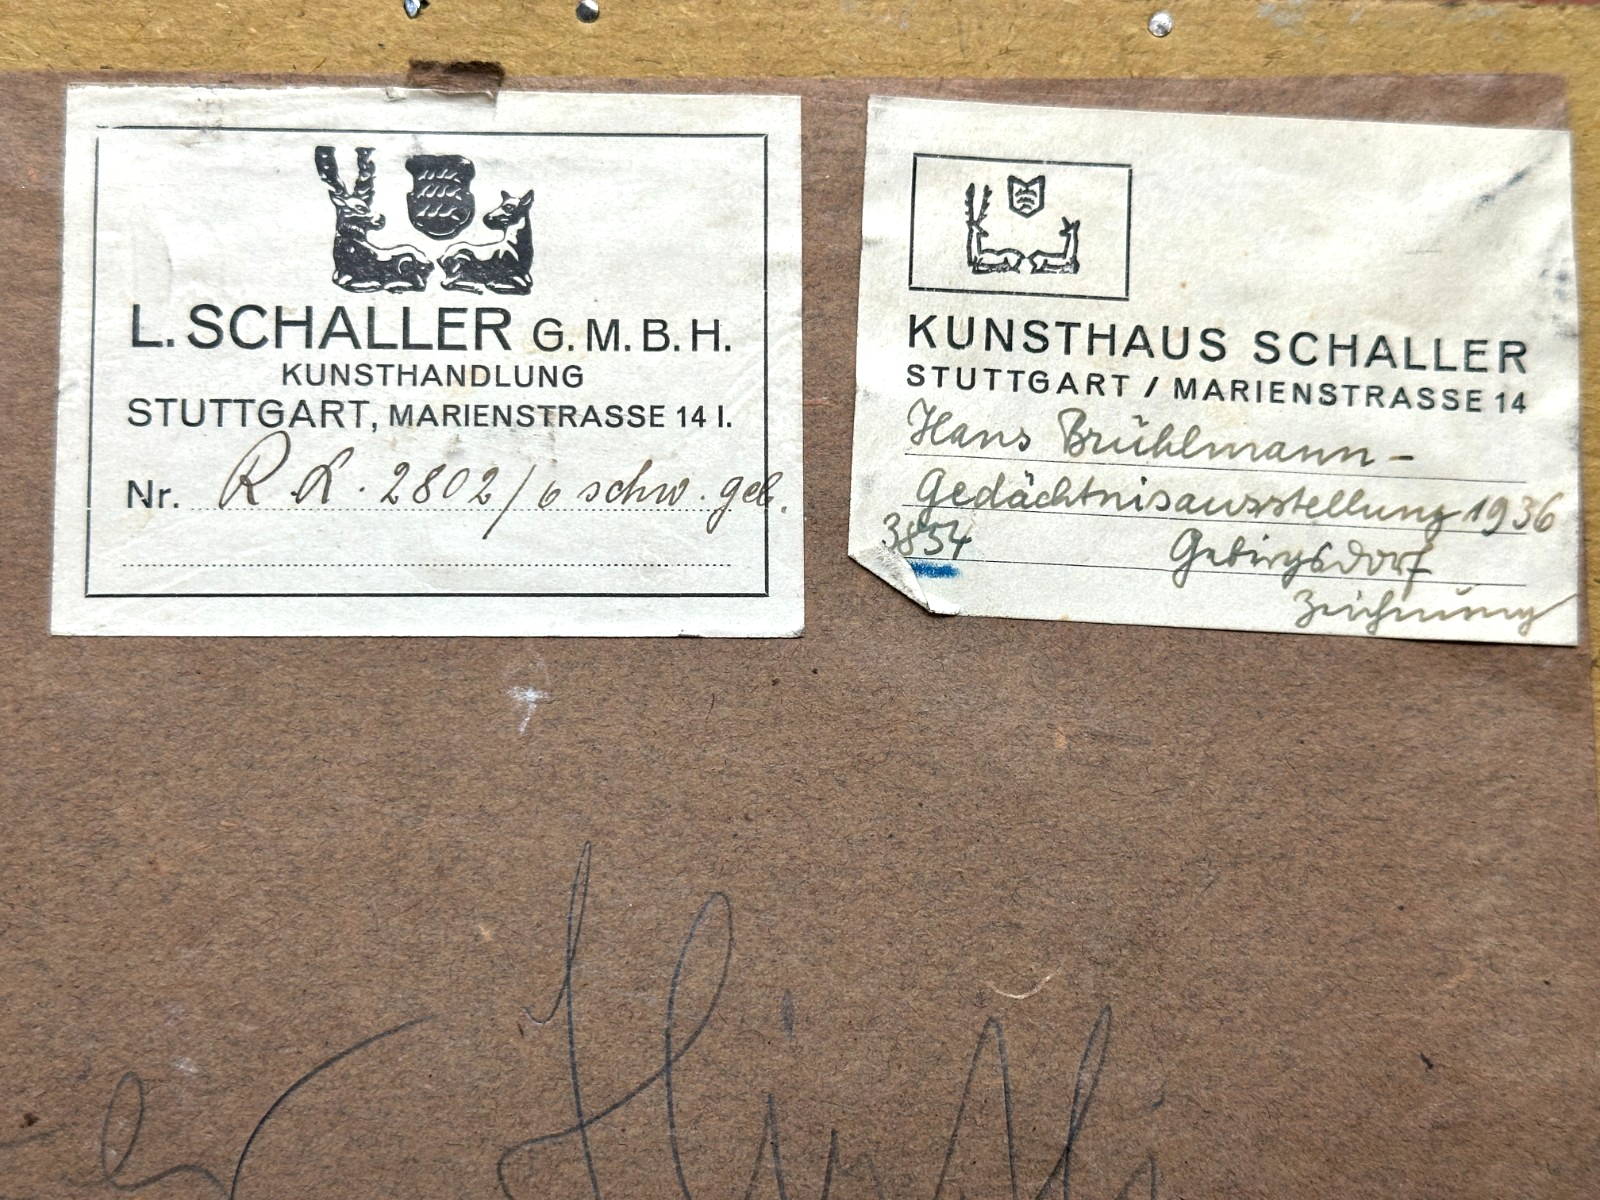 L. SCHALLER G. M. B. H.
KUNSTHANDLUNG
STUTTGART, MARIENSTRASSE 14 I.
Nr. R. L. 2802/6 schw. geb.
KUNSTHAUS SCHALLER
STUTTGART / MARIENSTRASSE 14
Hans Brühlmann-
Gedächtnisausstellung 1936
3854 Gebirgsdorf
Zeichnung